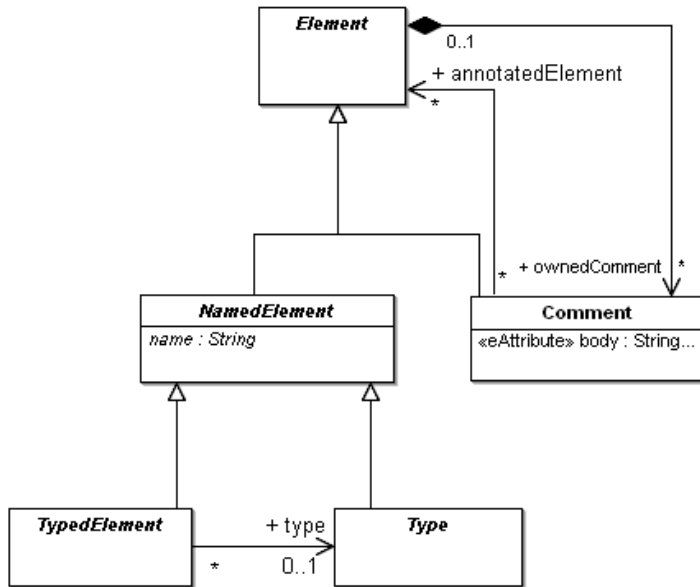 Element
0..1
+ annotatedElement
*
*
+ ownedComment
*
NamedElement
name : String
Comment
«eAttribute» body : String...
TypedElement
+ type
Type
*
0..1